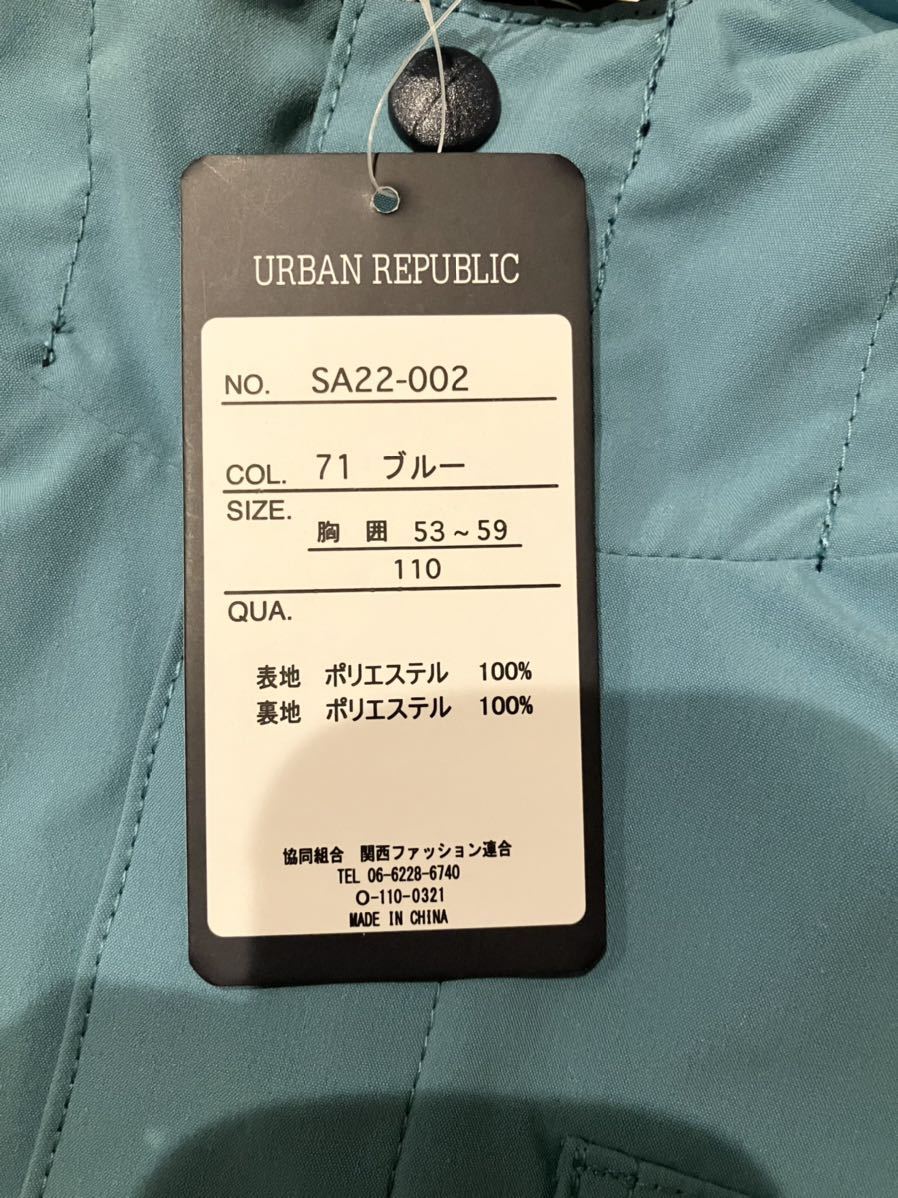 URBAN REPUBLIC
NO. SA22-002
COL. 71 ブルー
SIZE.
胸 囲 53~59
110
QUA.
表地 ポリエステル 100%
裏地 ポリエステル 100%
協同組合 関西ファッション連合
TEL 06-6228-6740
O-110-0321
MADE IN CHINA